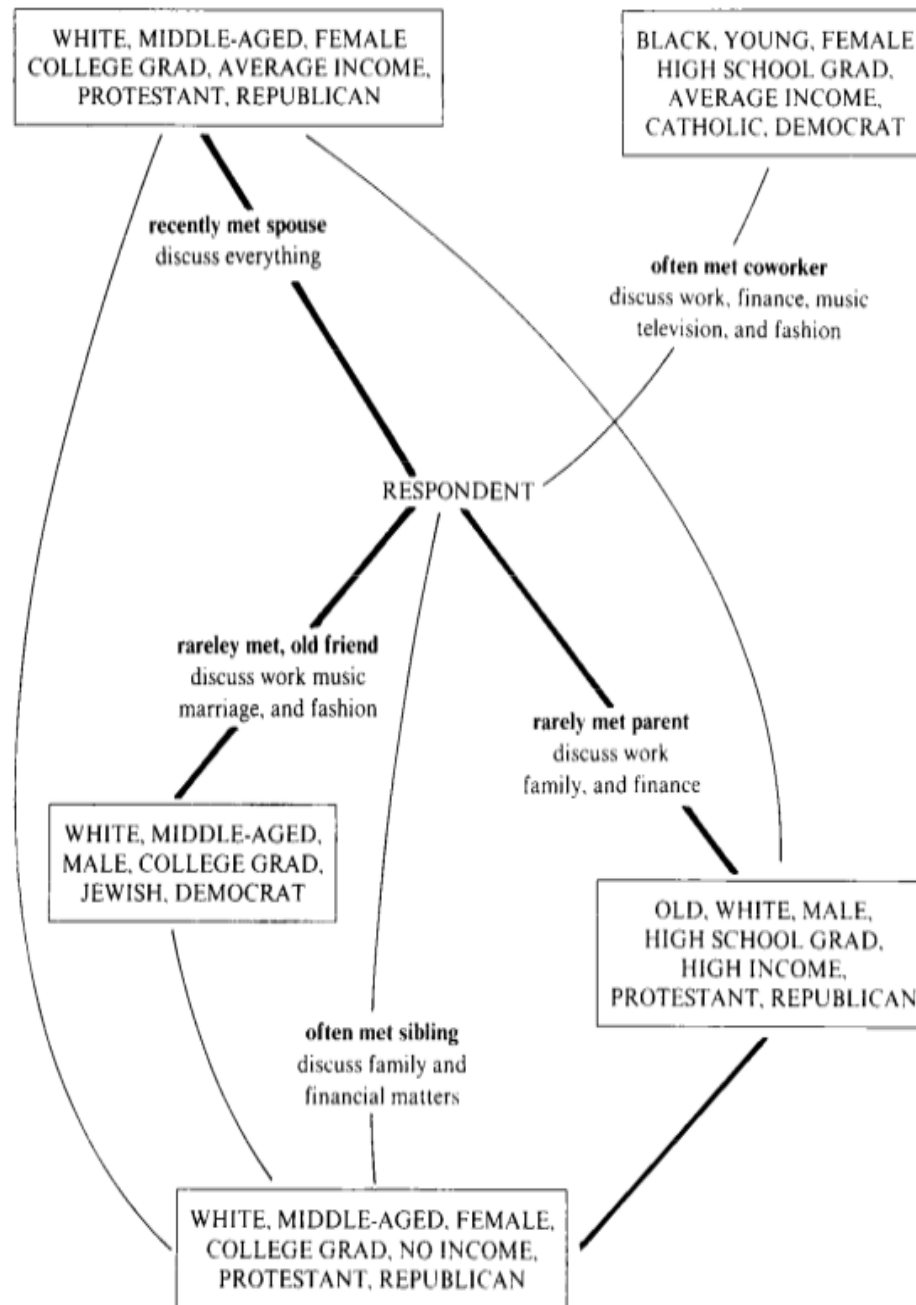 WHITE, MIDDLE-AGED, FEMALE
COLLEGE GRAD, AVERAGE INCOME,
PROTESTANT, REPUBLICAN
BLACK, YOUNG, FEMALE
HIGH SCHOOL GRAD,
AVERAGE INCOME,
CATHOLIC, DEMOCRAT
recently met spouse
discuss everything
often met coworker
discuss work, finance, music
television, and fashion
RESPONDENT
rareley met, old friend
discuss work music
marriage, and fashion
rarely met parent
discuss work
family, and finance
WHITE, MIDDLE-AGED,
MALE, COLLEGE GRAD,
JEWISH, DEMOCRAT
OLD, WHITE, MALE,
HIGH SCHOOL GRAD,
HIGH INCOME,
PROTESTANT, REPUBLICAN
often met sibling
discuss family and
financial matters
WHITE, MIDDLE-AGED, FEMALE,
COLLEGE GRAD, NO INCOME,
PROTESTANT, REPUBLICAN